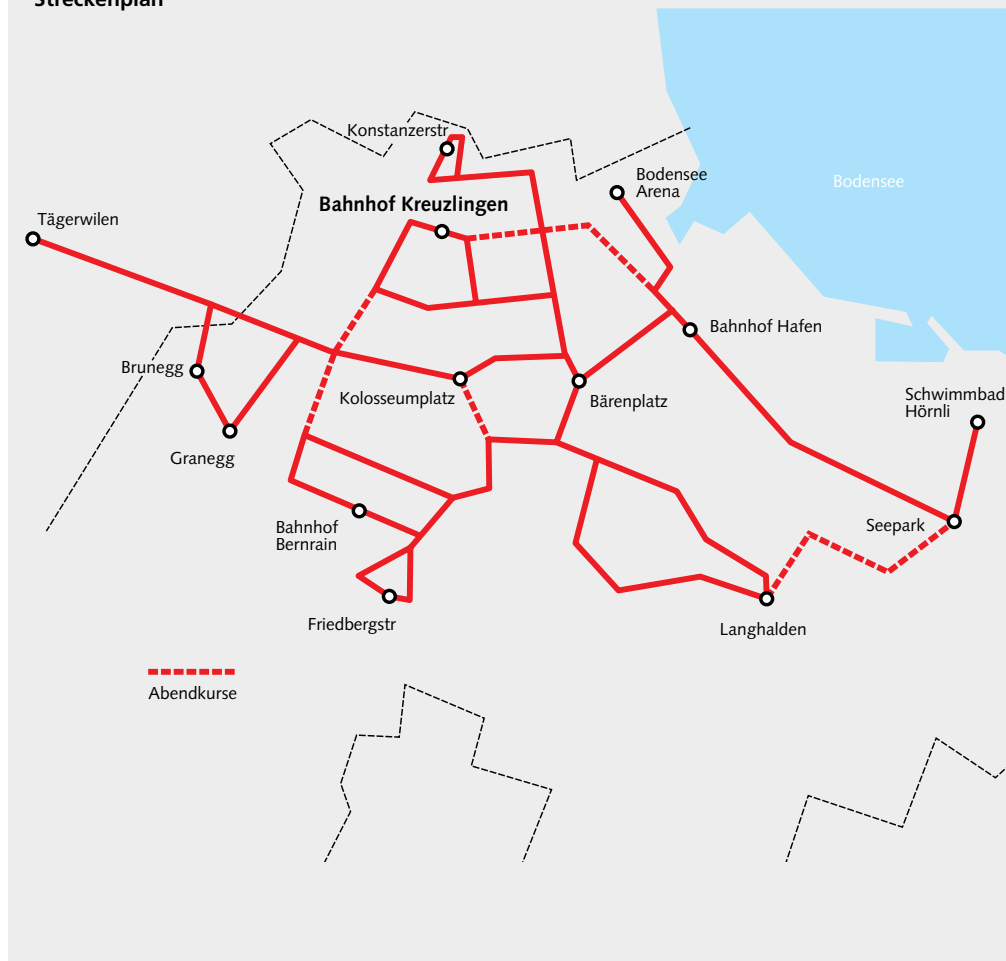 Streckenplan
Konstanzerstr
Bodensee
Arena
Bodensee
Bahnhof Kreuzlingen
Tägerwilen
Bahnhof Hafen
Brunegg
Kolosseumplatz
Bärenplatz
Schwimmbad
Hörnli
Granegg
Bahnhof
Bernrain
Seepark
Friedbergstr
Langhalden
Abendkurse